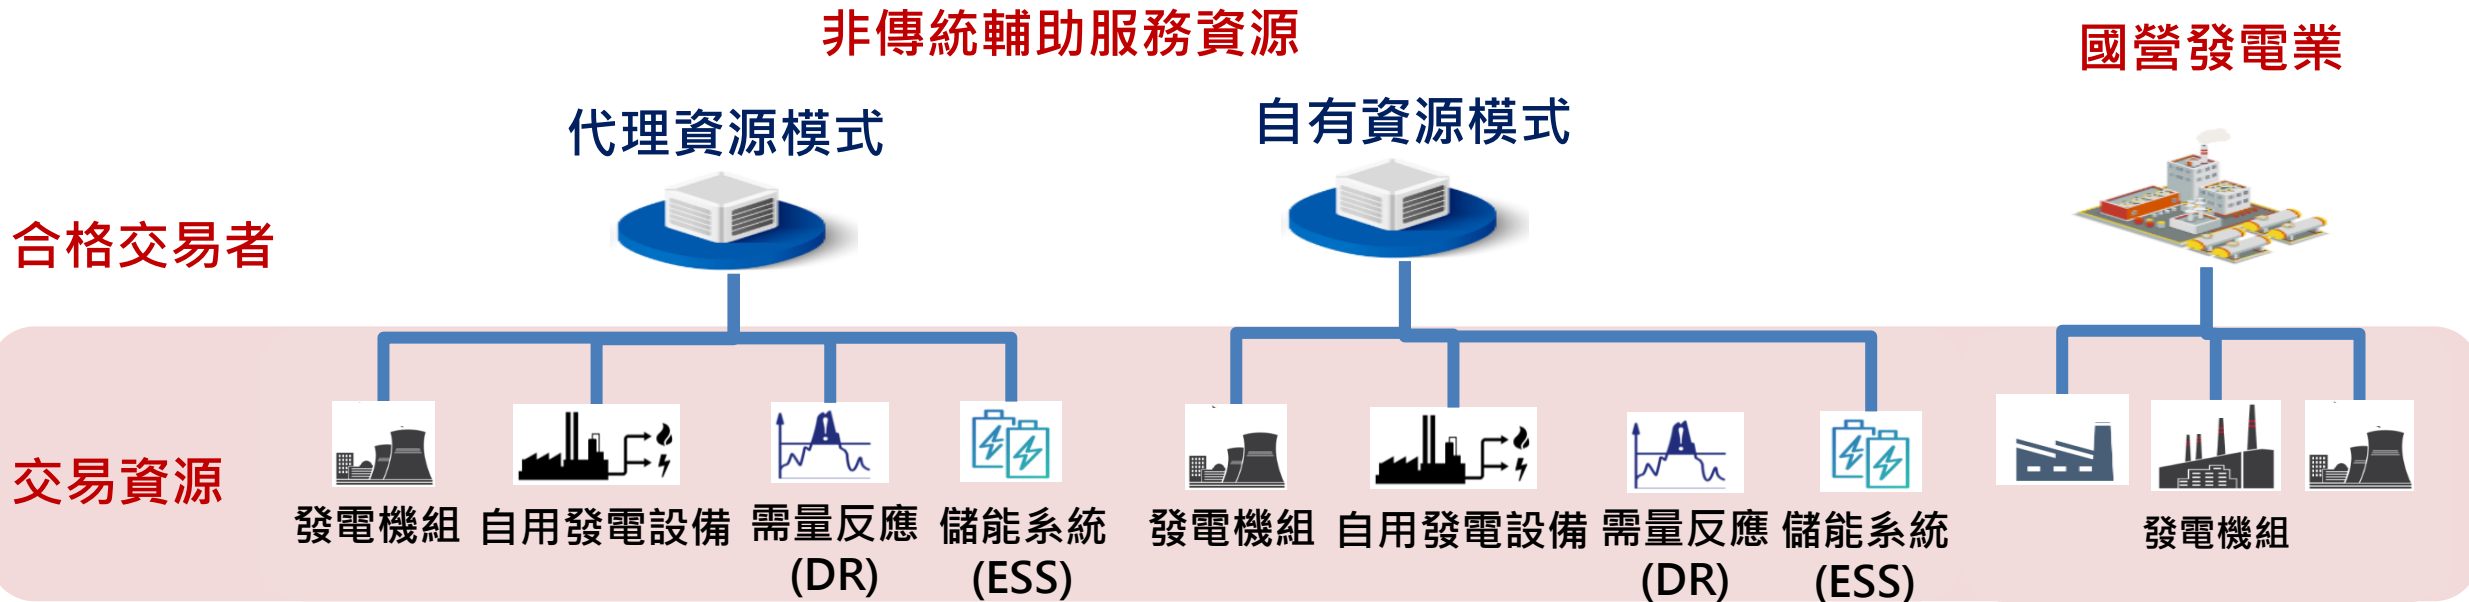 非傳統輔助服務資源
國營發電業
代理資源模式
自有資源模式
合格交易者
交易資源
發電機組
自用發電設備
需量反應
(DR)
儲能系統
(ESS)
發電機組
自用發電設備
需量反應
(DR)
儲能系統
(ESS)
發電機組